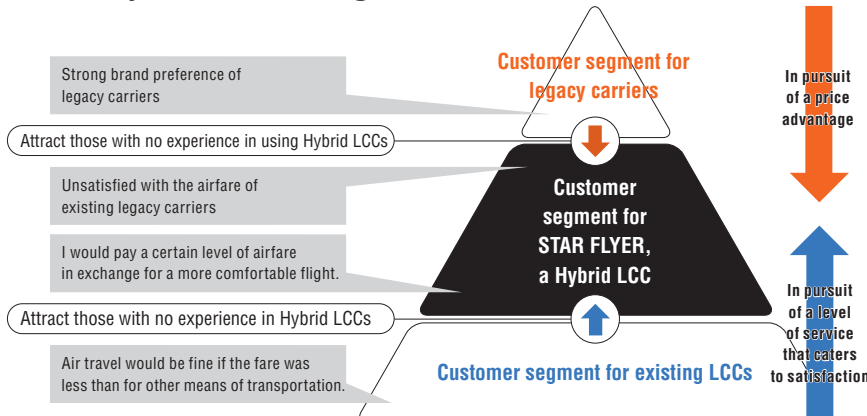 Strong brand preference of
legacy carriers
Customer segment for
legacy carriers
In pursuit
of a price
advantage
Attract those with no experience in using Hybrid LCCs
Unsatisfied with the airfare of
existing legacy carriers
Customer
segment for
STAR FLYER,
a Hybrid LCC
I would pay a certain level of airfare
in exchange for a more comfortable flight.
Attract those with no experience in Hybrid LCCs
In pursuit
of a level
of service
that caters
to satisfaction
Air travel would be fine if the fare was
less than for other means of transportation.
Customer segment for existing LCCs